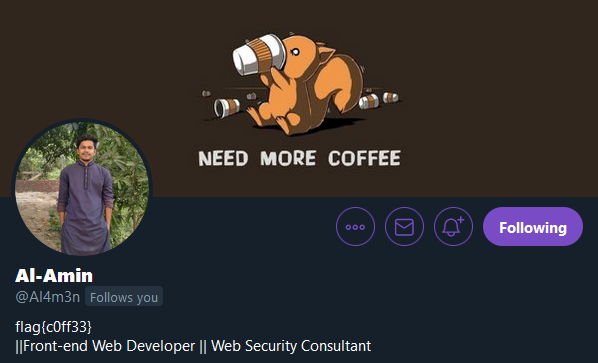 NEED MORE COFFEE
Following
Al-Amin
@Al4m3n Follows you
flag{c0ff33}
||Front-end Web Developer || Web Security Consultant